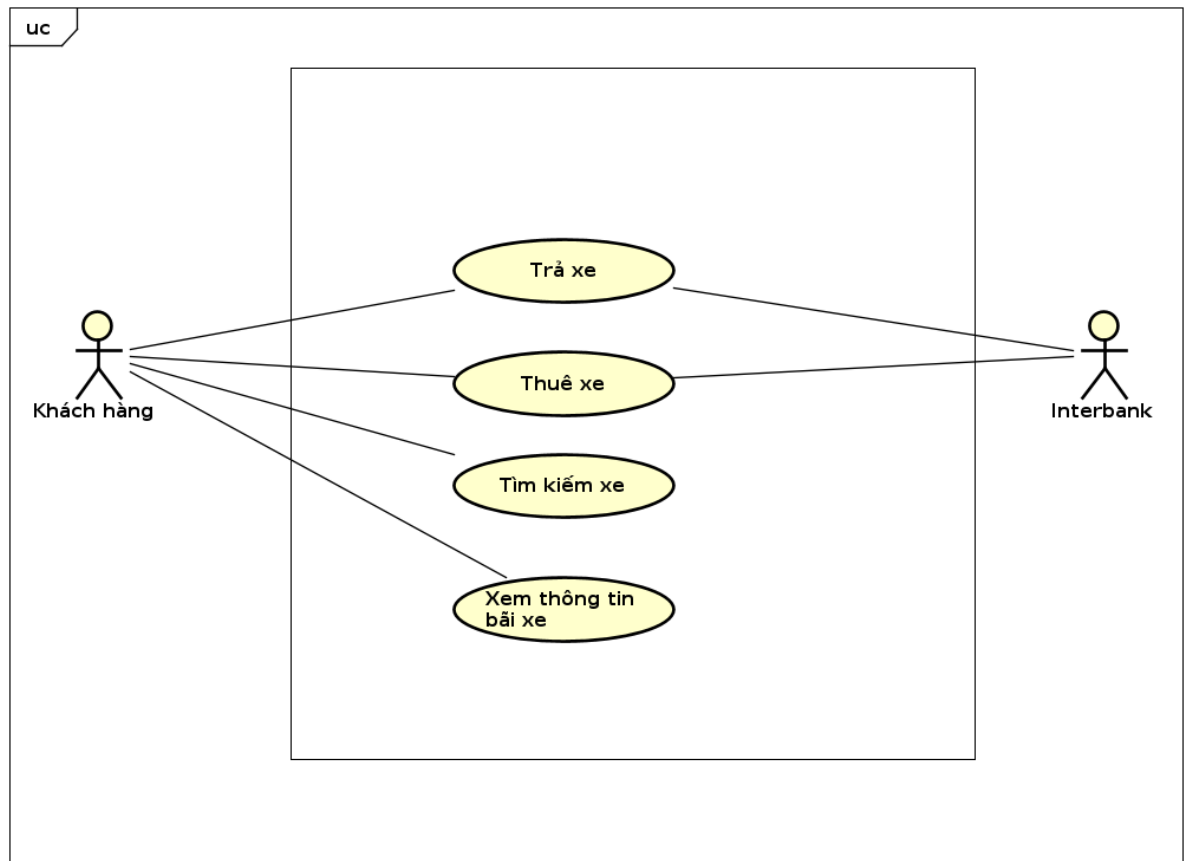 uc
Trả xe
Thuê xe
Khách hàng
Interbank
Tìm kiếm xe
Xem thông tin
bãi xe